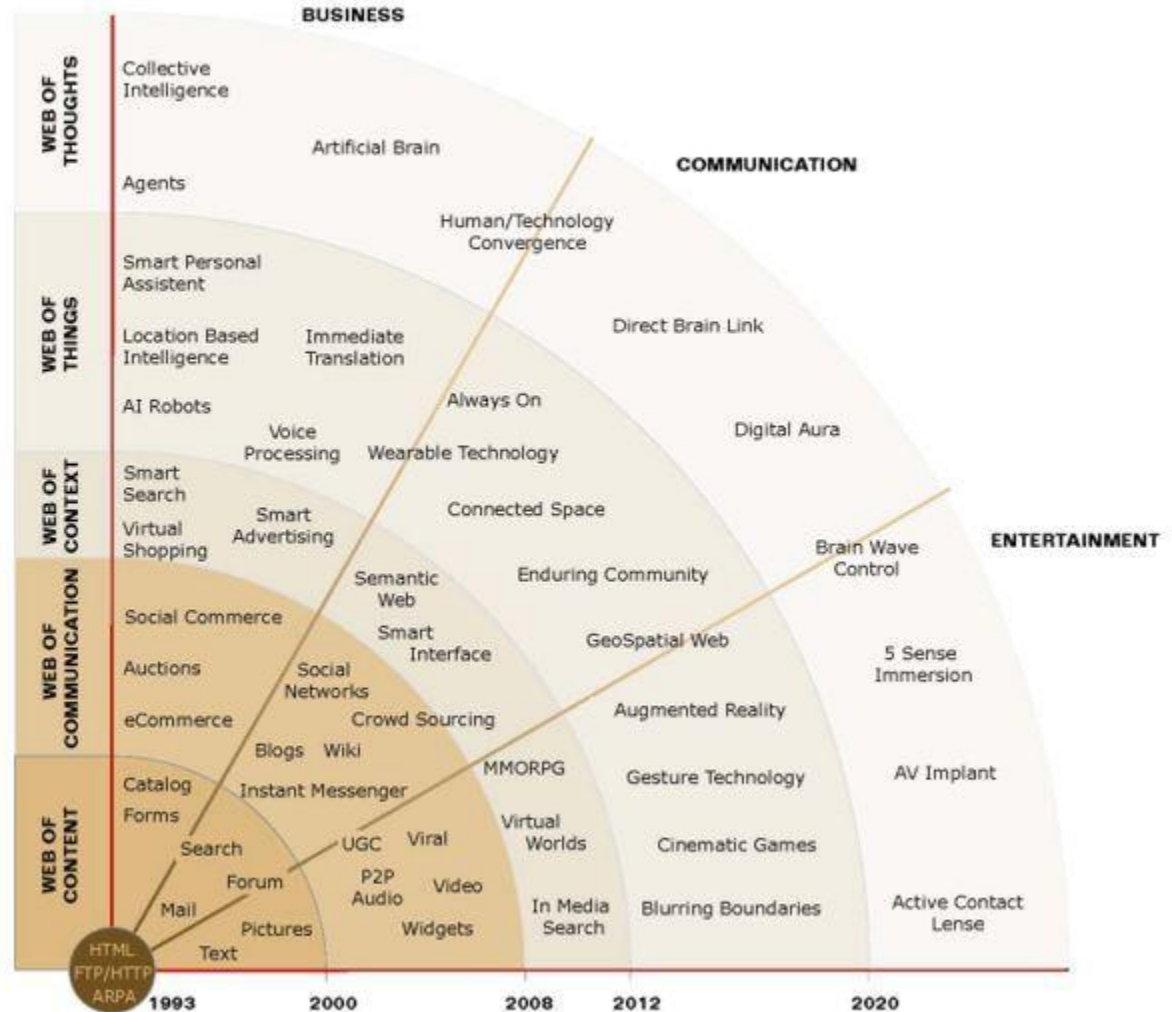 BUSINESS
COMMUNICATION
ENTERTAINMENT
WEB OF
THOUGHTS
Collective
Intelligence
Artificial Brain
Agents
Human/Technology
Convergence
Direct Brain Link
Digital Aura
Brain Wave
Control
5 Sense
Immersion
AV Implant
Active Contact
Lense
WEB OF
THINGS
Smart Personal
Assistent
Location Based
Intelligence
Immediate
Translation
AI Robots
Voice
Processing
Always On
Wearable Technology
Connected Space
Enduring Community
GeoSpatial Web
Augmented Reality
Gesture Technology
Cinematic Games
Blurring Boundaries
WEB OF
CONTEXT
Smart
Search
Virtual
Shopping
Smart
Advertising
Semantic
Web
Smart
Interface
MMORPG
Virtual
Worlds
In Media
Search
WEB OF
COMMUNICATION
Social Commerce
Auctions
eCommerce
Social
Networks
Crowd Sourcing
Blogs
Wiki
Instant Messenger
UGC
Viral
P2P
Audio
Video
Widgets
WEB OF
CONTENT
Catalog
Forms
Search
Forum
Mail
Pictures
Text
HTML
FTP/HTTP
ARPA
1993
2000
2008
2012
2020